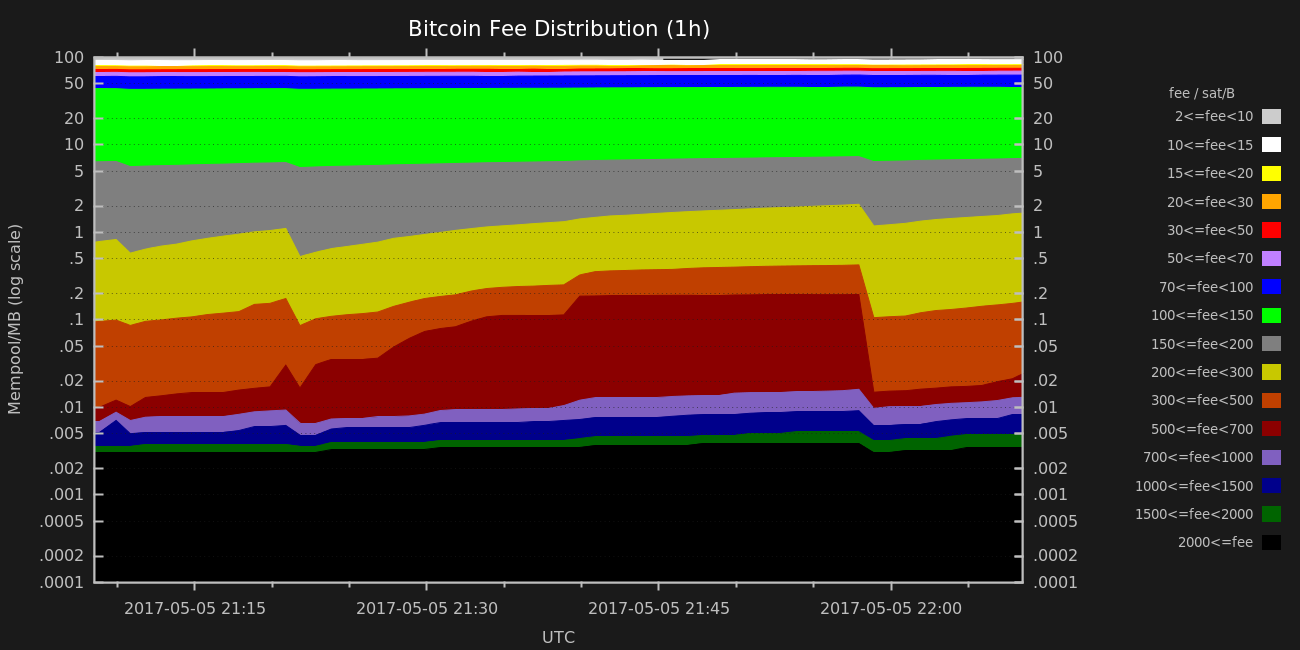 Bitcoin Fee Distribution (1h)
100 100
50 50
20 20
10 10
5 5
2 2
1 1
.5 .5
.2 .2
.1 .1
.05 .05
.02 .02
.01 .01
.005 .005
.002 .002
.001 .001
.0005 .0005
.0002 .0002
.0001 .0001
Mempool/MB (log scale)
2017-05-05 21:15 2017-05-05 21:30 2017-05-05 21:45 2017-05-05 22:00
UTC
fee / sat/B
2<=fee<10
10<=fee<15
15<=fee<20
20<=fee<30
30<=fee<50
50<=fee<70
70<=fee<100
100<=fee<150
150<=fee<200
200<=fee<300
300<=fee<500
500<=fee<700
700<=fee<1000
1000<=fee<1500
1500<=fee<2000
2000<=fee